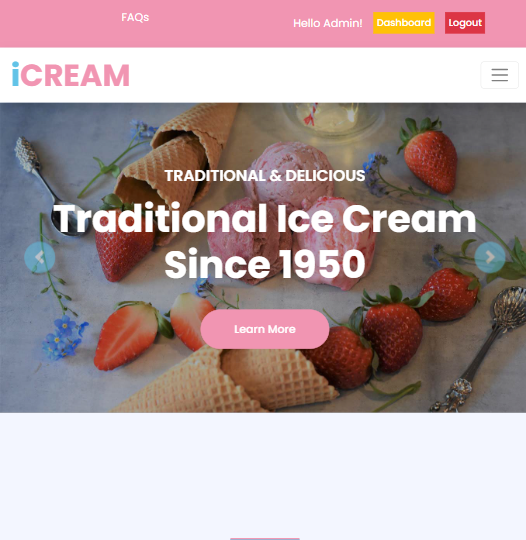 FAQs
Hello Admin! Dashboard Logout
iCREAM
TRADITIONAL & DELICIOUS
Traditional Ice Cream
Since 1950
Learn More